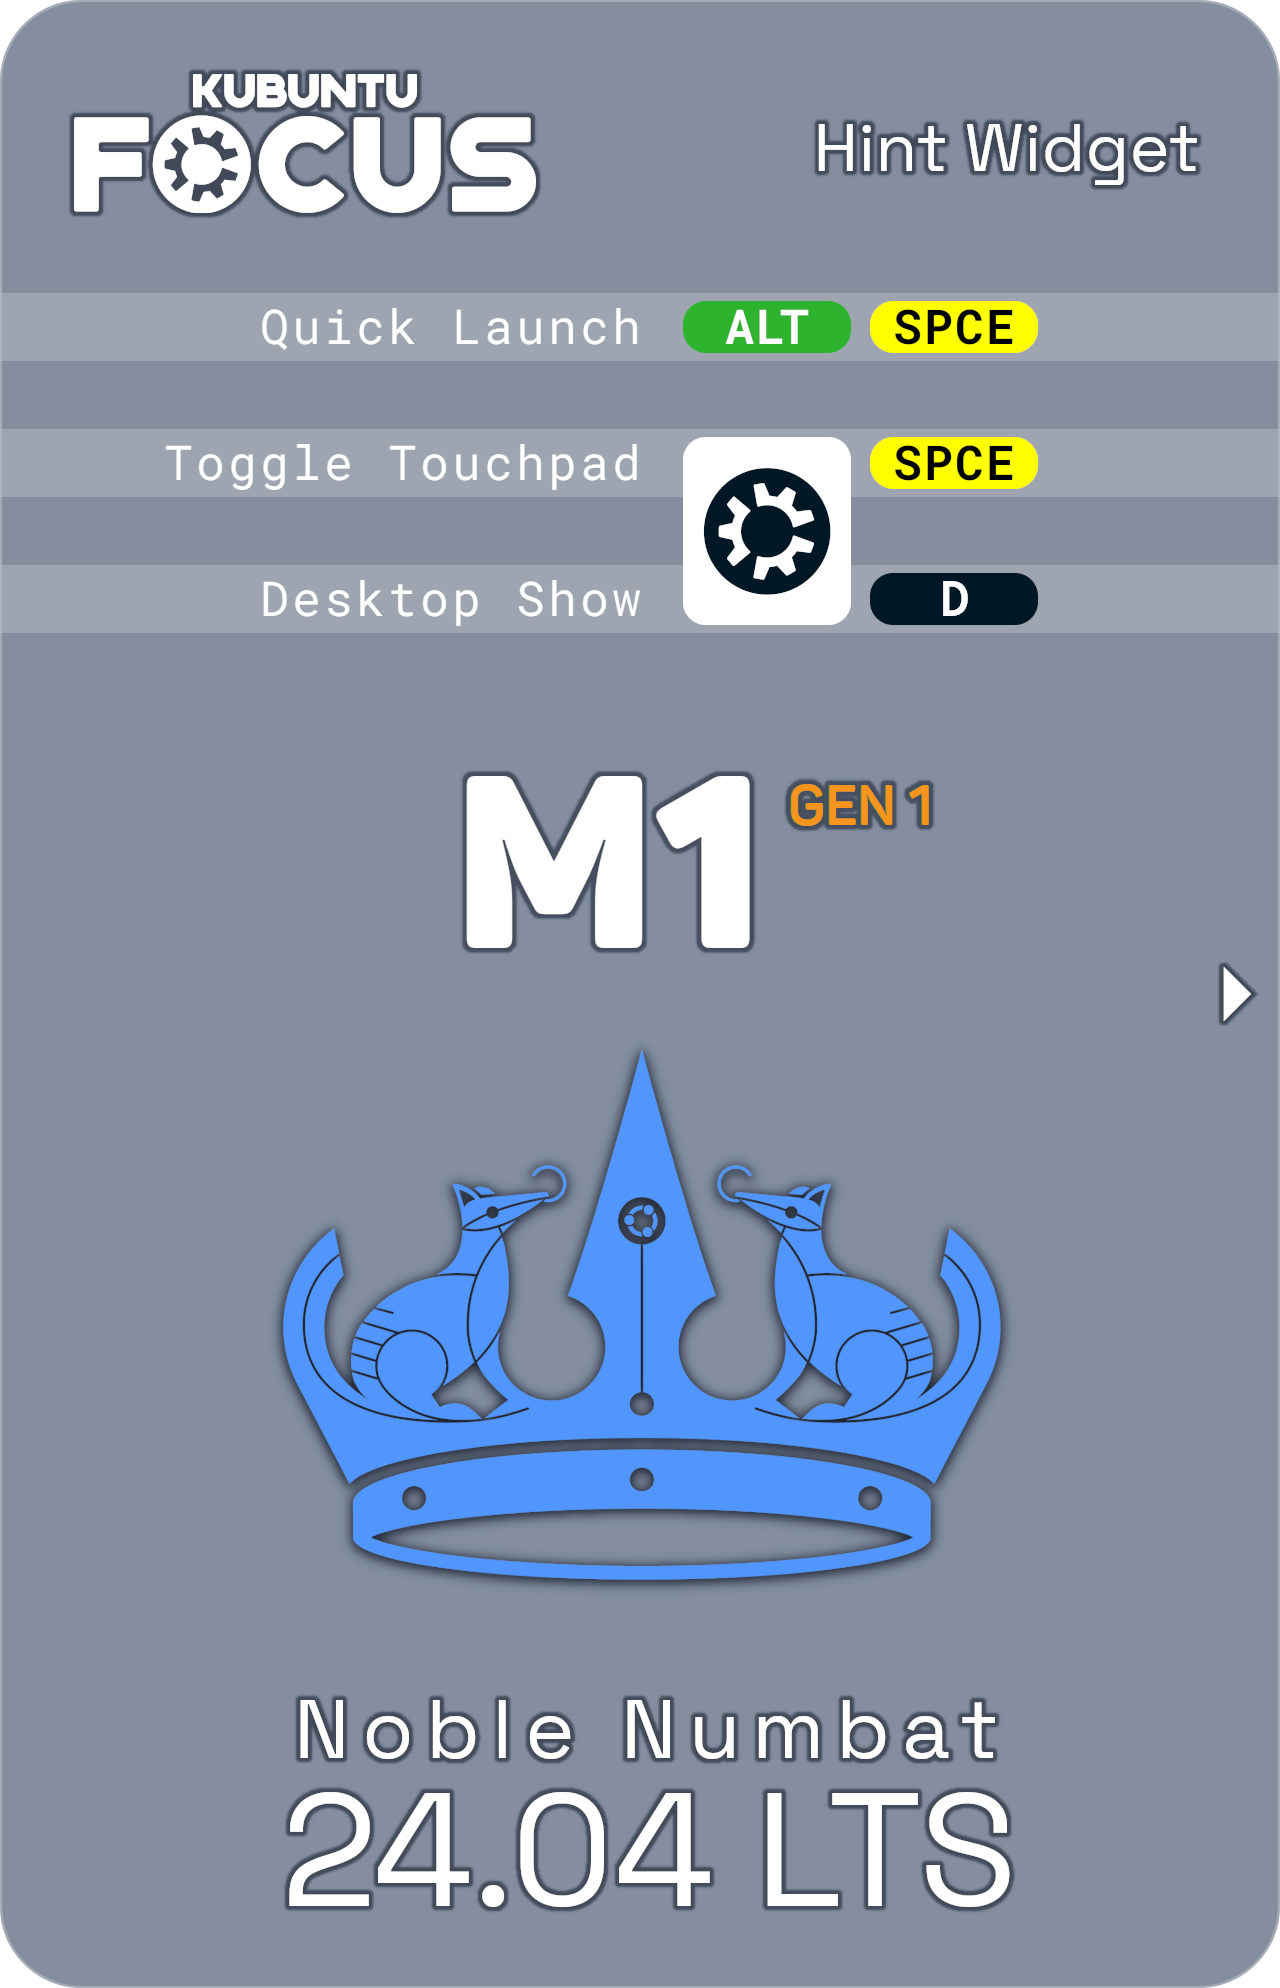 KUBUNTU
FOCUS
Hint Widget
Quick Launch ALT SPCE
Toggle Touchpad SPCE
Desktop Show D
M1 GEN 1
Noble Numbat
24.04 LTS